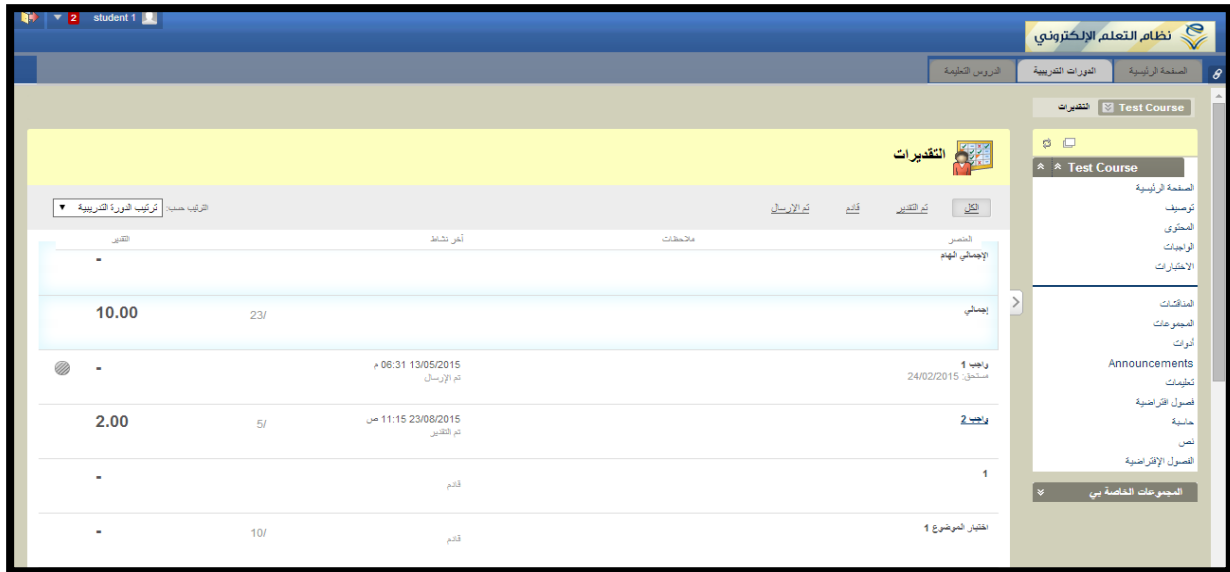 student 1 2
نظام التعلم الإلكتروني
الصفحة الرئيسية الدورات التدريبية الدروس التعليمة
Test Course التقديرات
التقديرات
الكل تم التقدير قادم تم الإرسال
الترتيب حسب: ترتيب الدورة التدريبية
العنصر ملاحظات آخر نشاط التقدير
الإجمالي الهام -
إجمالي 23/ 10.00
واجب 1 13/05/2015 06:31 م -
مستحق: 24/02/2015 تم الإرسال
واجب 2 23/08/2015 11:15 ص 5/ 2.00
تم التقدير
1 قادم -
اختبار الموضوع 1 قادم 10/ -
Test Course
الصفحة الرئيسية
توصيف
المحتوى
الواجبات
الاختبارات
المناقشات
المجموعات
أدوات
Announcements
تعليمات
فصول افتراضية
حاسبة
نص
الفصول الإفتراضية
المجموعات الخاصة بي